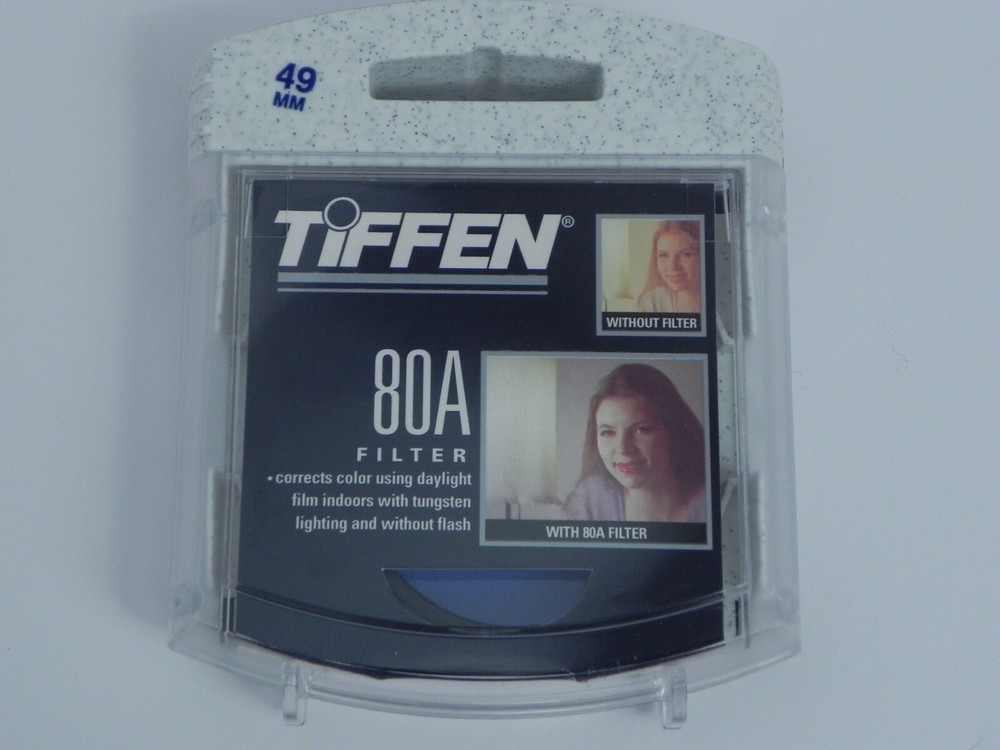 49
MM
TiFFEN®
WITHOUT FILTER
80A
FILTER
• corrects color using daylight
film indoors with tungsten
lighting and without flash
WITH 80A FILTER